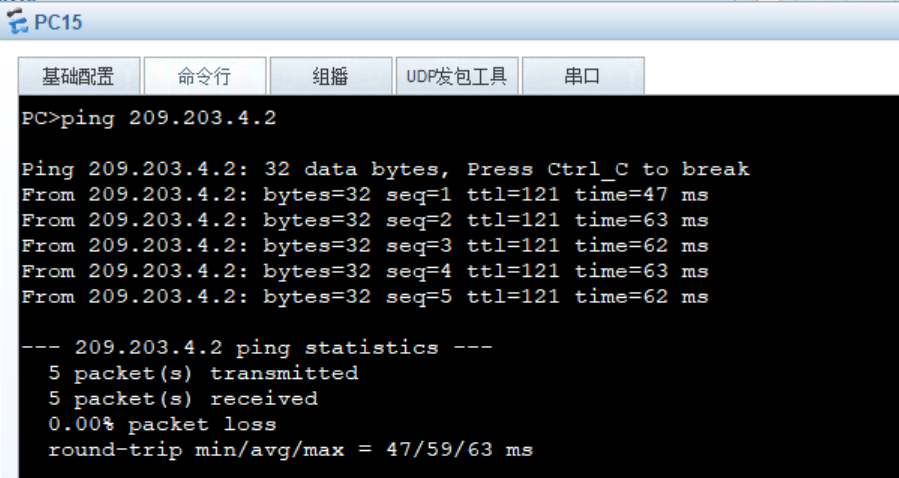 PC15
基础配置 命令行 组播 UDP发包工具 串口
PC>ping 209.203.4.2
Ping 209.203.4.2: 32 data bytes, Press Ctrl_C to break
From 209.203.4.2: bytes=32 seq=1 ttl=121 time=47 ms
From 209.203.4.2: bytes=32 seq=2 ttl=121 time=63 ms
From 209.203.4.2: bytes=32 seq=3 ttl=121 time=62 ms
From 209.203.4.2: bytes=32 seq=4 ttl=121 time=63 ms
From 209.203.4.2: bytes=32 seq=5 ttl=121 time=62 ms
--- 209.203.4.2 ping statistics ---
5 packet(s) transmitted
5 packet(s) received
0.00% packet loss
round-trip min/avg/max = 47/59/63 ms